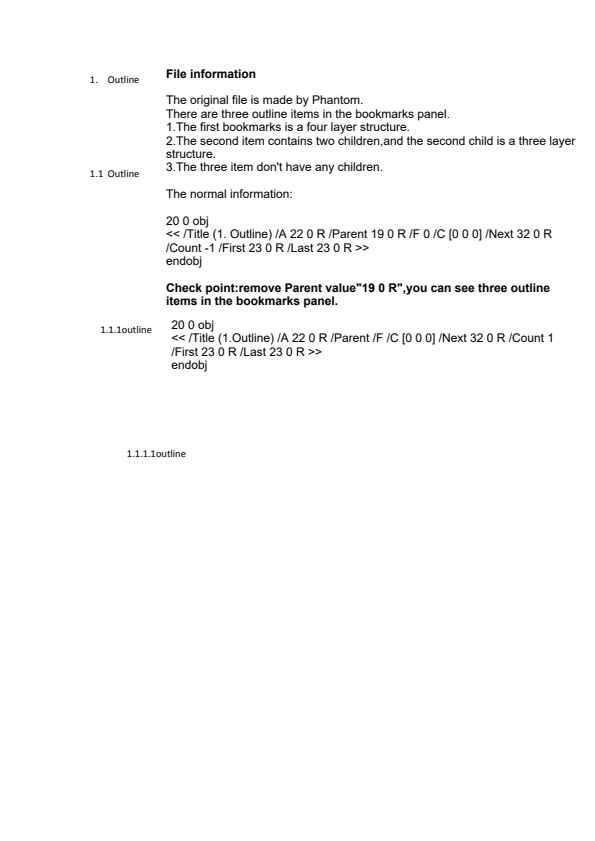 File information
1. Outline
The original file is made by Phantom.
There are three outline items in the bookmarks panel.
1.The first bookmarks is a four layer structure.
2.The second item contains two children,and the second child is a three layer
structure.
3.The three item don't have any children.
1.1 Outline
The normal information:
20 0 obj
<< /Title (1. Outline) /A 22 0 R /Parent 19 0 R /F 0 /C [0 0 0] /Next 32 0 R
/Count -1 /First 23 0 R /Last 23 0 R >>
endobj
Check point:remove Parent value"19 0 R",you can see three outline
items in the bookmarks panel.
1.1.1outline
20 0 obj
<< /Title (1.Outline) /A 22 0 R /Parent /F /C [0 0 0] /Next 32 0 R /Count 1
/First 23 0 R /Last 23 0 R >>
endobj
1.1.1.1outline